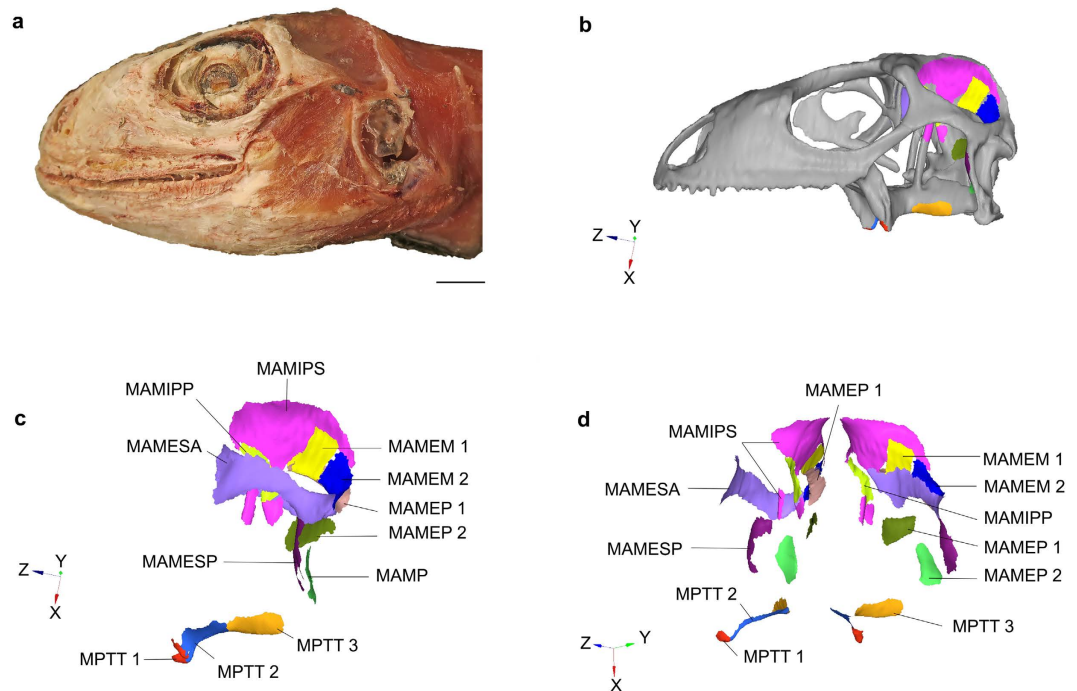 a
b
Z
Y
X
c
MAMIPS
MAMIPP
MAMESA
MAMEM 1
MAMEM 2
MAMEP 1
MAMEP 2
MAMESP
MAMP
Z
Y
X
MPTT 1
MPTT 2
MPTT 3
d
MAMEP 1
MAMIPS
MAMESA
MAMEM 1
MAMEM 2
MAMIPP
MAMEP 1
MAMEP 2
MAMESP
MPTT 2
MPTT 3
MPTT 1
Z
Y
X